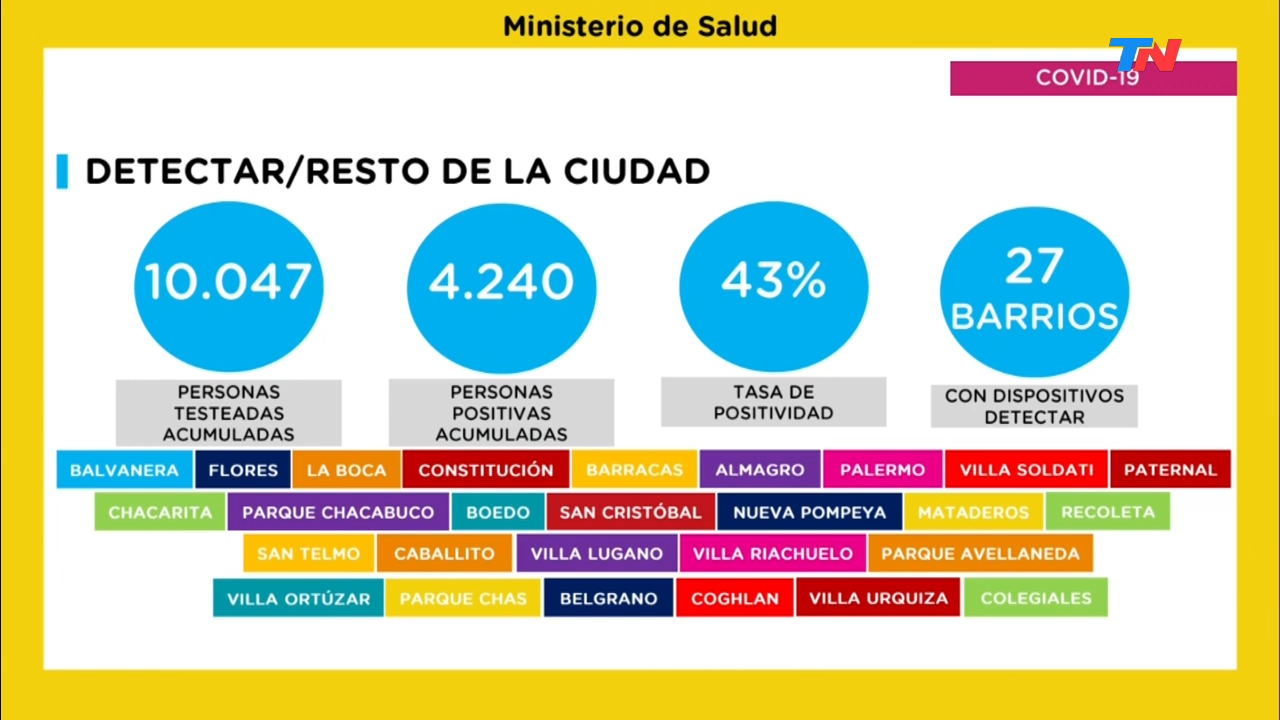 Ministerio de Salud
TN
COVID-19
DETECTAR/RESTO DE LA CIUDAD
10.047
4.240
43%
27
BARRIOS
PERSONAS
TESTEADAS
ACUMULADAS
PERSONAS
POSITIVAS
ACUMULADAS
TASA DE
POSITIVIDAD
CON DISPOSITIVOS
DETECTAR
BALVANERA FLORES LA BOCA CONSTITUCIÓN BARRACAS ALMAGRO PALERMO VILLA SOLDATI PATERNAL
CHACARITA PARQUE CHACABUCO BOEDO SAN CRISTÓBAL NUEVA POMPEYA MATADEROS RECOLETA
SAN TELMO CABALLITO VILLA LUGANO VILLA RIACHUELO PARQUE AVELLANEDA
VILLA ORTÚZAR PARQUE CHAS BELGRANO COGHLAN VILLA URQUIZA COLEGIALES